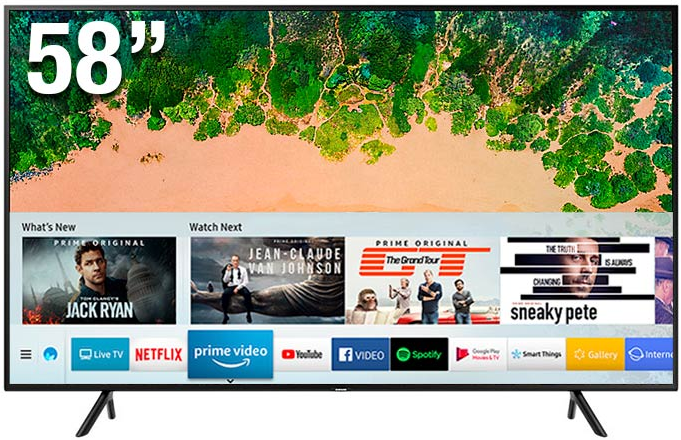 58”
What's New
Watch Next
PRIME ORIGINAL
TOM CLANCY'S
JACK RYAN
PRIME ORIGINAL
JEAN-CLAUDE
VAN JOHNSON
PRIME ORIGINAL
The Grand Tour
THE TRUTH
IS ALWAYS
CHANGING
sneaky pete
Live TV
NETFLIX
prime video
YouTube
VIDEO
Spotify
Google Play
Movies & TV
Smart Things
Gallery
Interne
SAMSUNG